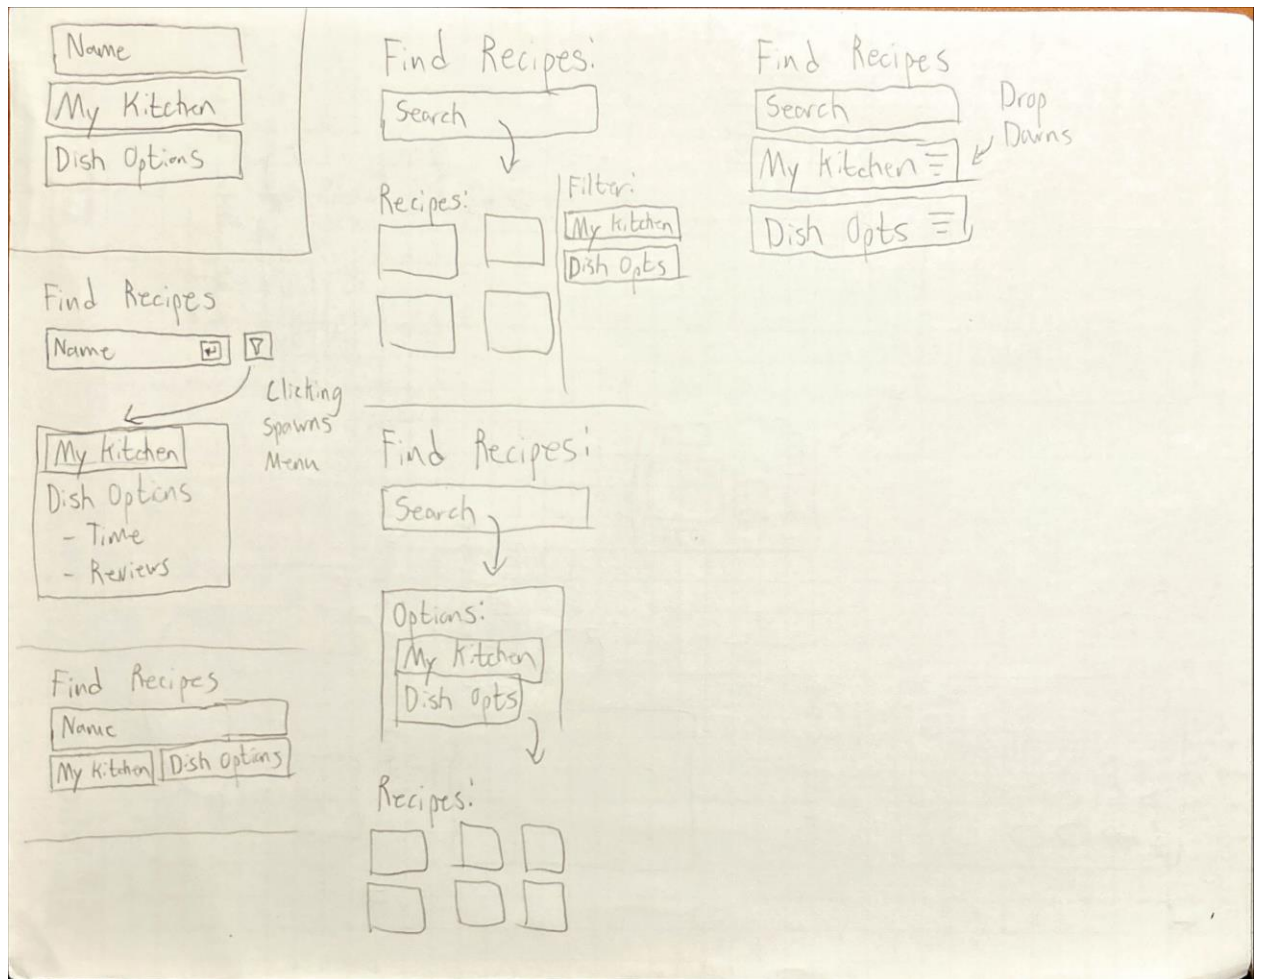 Name
My Kitchen
Dish Options
Find Recipes
Name
Clicking
Spawns
Menu
My Kitchen
Dish Options
- Time
- Reviews
Find Recipes
Name
My Kitchen
Dish Options
Find Recipes:
Search
Recipes:
Filter:
My Kitchen
Dish Opts
Find Recipes:
Search
Options:
My Kitchen
Dish Opts
Recipes:
Find Recipes
Search
My Kitchen
Dish Opts
Drop
Downs